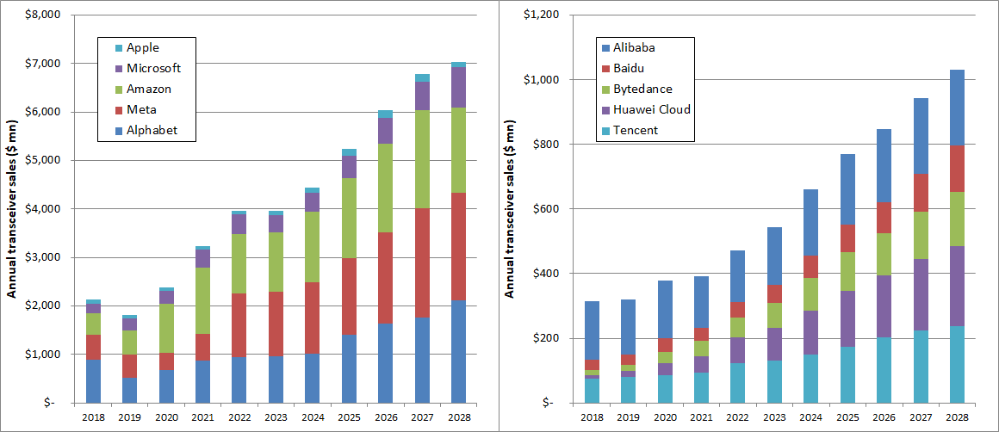 $8,000
$7,000
$6,000
$5,000
$4,000
$3,000
$2,000
$1,000
$-
Annual transceiver sales ($ mn)
Apple
Microsoft
Amazon
Meta
Alphabet
2018 2019 2020 2021 2022 2023 2024 2025 2026 2027 2028
$1,200
$1,000
$800
$600
$400
$200
$-
Annual transceiver sales ($ mn)
Alibaba
Baidu
Bytedance
Huawei Cloud
Tencent
2018 2019 2020 2021 2022 2023 2024 2025 2026 2027 2028